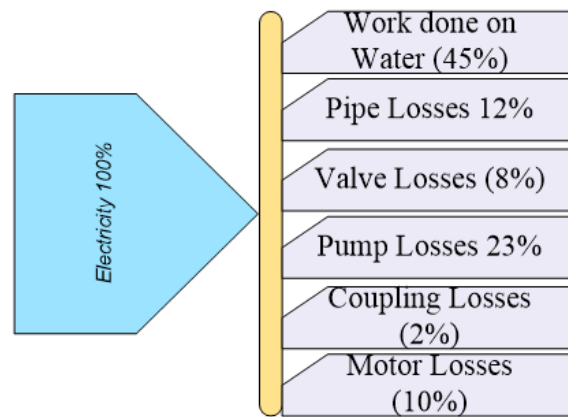 Electricity 100%
Work done on
Water (45%)
Pipe Losses 12%
Valve Losses (8%)
Pump Losses 23%
Coupling Losses
(2%)
Motor Losses
(10%)